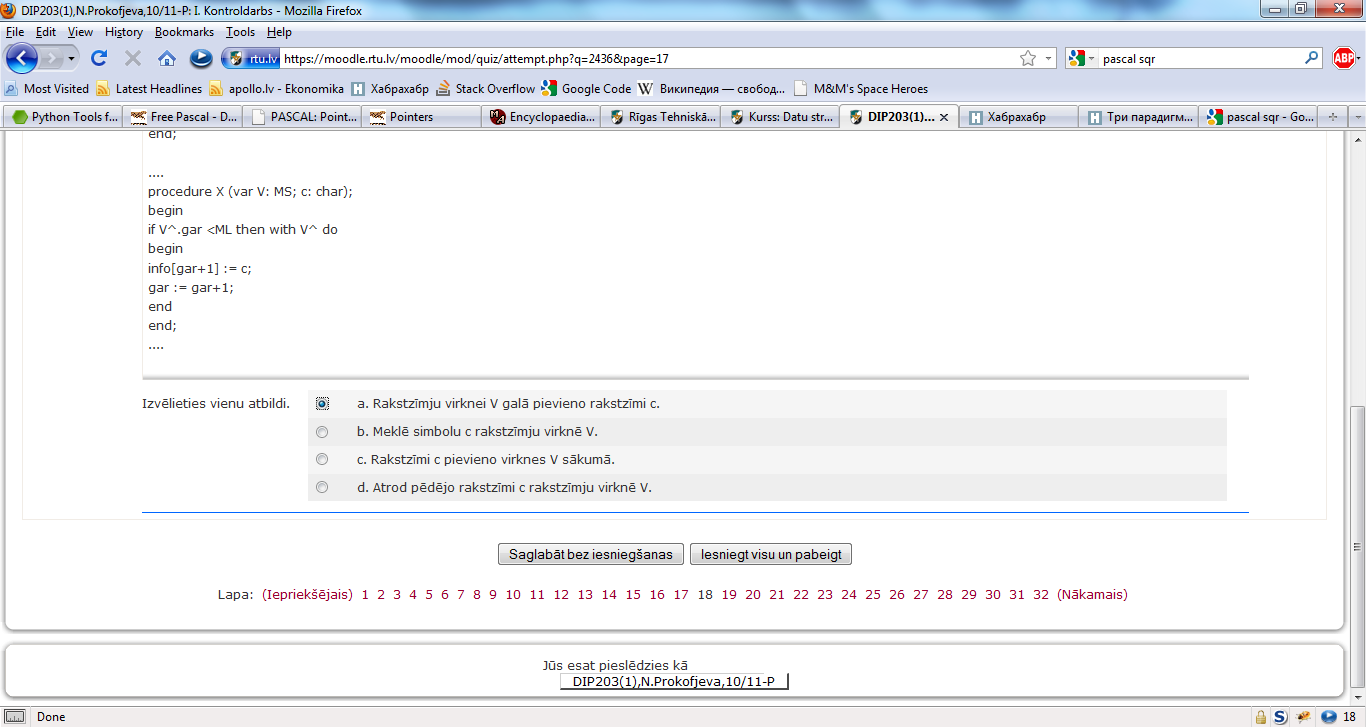 DIP203(1),N.Prokofjeva,10/11-P: I. Kontroldarbs - Mozilla Firefox
File Edit View History Bookmarks Tools Help
rtu.lv https://moodle.rtu.lv/moodle/mod/quiz/attempt.php?q=2436&page=17 pascal sqr ABP
Most Visited Latest Headlines apollo.lv - Ekonomika Хабрахабр Stack Overflow Google Code Википедия — свобод... M&M's Space Heroes
Python Tools f... Free Pascal - D... PASCAL: Point... Pointers Encyclopaedia... Rīgas Tehniskā... Kurss: Datu str... DIP203(1)... Хабрахабр Три парадигм... pascal sqr - Go...
end;
....
procedure X (var V: MS; c: char);
begin
if V^.gar <ML then with V^ do
begin
info[gar+1] := c;
gar := gar+1;
end
end;
....
Izvēlieties vienu atbildi. a. Rakstzīmju virknei V galā pievieno rakstzīmi c.
b. Meklē simbolu c rakstzīmju virknē V.
c. Rakstzīmi c pievieno virknes V sākumā.
d. Atrod pēdējo rakstzīmi c rakstzīmju virknē V.
Saglabāt bez iesniegšanas Iesniegt visu un pabeigt
Lapa: (Iepriekšējais) 1 2 3 4 5 6 7 8 9 10 11 12 13 14 15 16 17 18 19 20 21 22 23 24 25 26 27 28 29 30 31 32 (Nākamais)
Jūs esat pieslēdzies kā
DIP203(1),N.Prokofjeva,10/11-P
Done 18